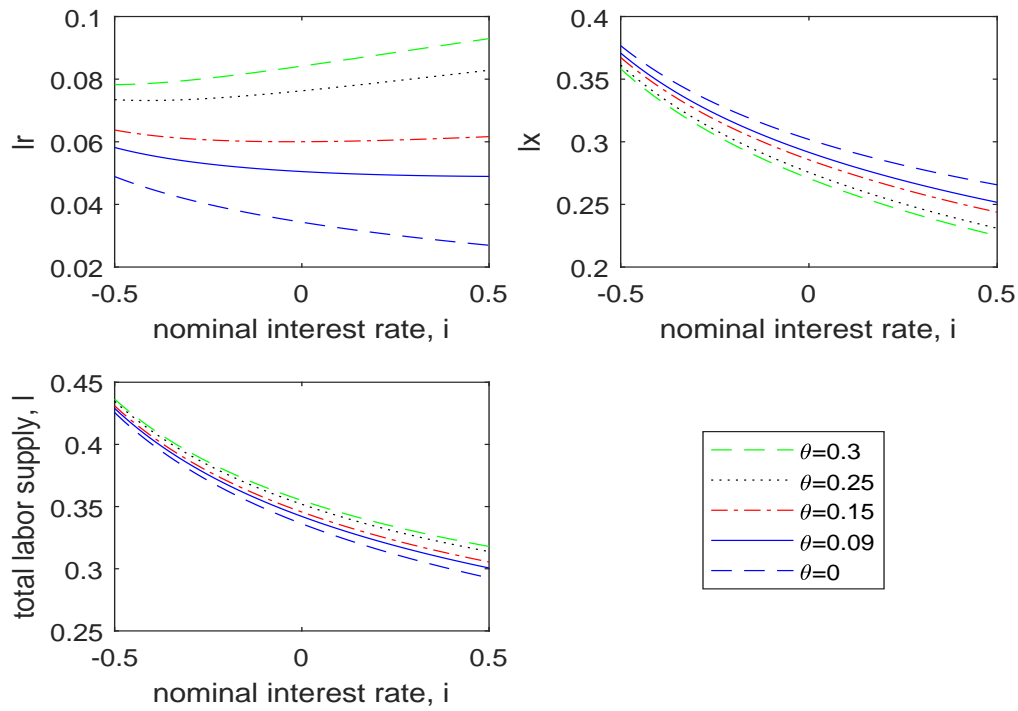 0.1
0.08
0.06
0.04
0.02
lr
-0.5
0
0.5
nominal interest rate, i
0.4
0.35
0.3
0.25
0.2
lx
-0.5
0
0.5
nominal interest rate, i
0.45
0.4
0.35
0.3
0.25
total labor supply, l
-0.5
0
0.5
nominal interest rate, i
θ=0.3
θ=0.25
θ=0.15
θ=0.09
θ=0